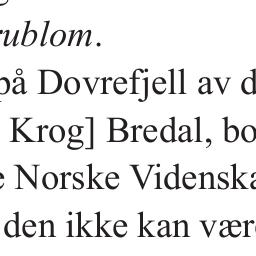 rublom.
på Dovrefjell av d
Krog] Bredal, bo
e Norske Videnska
den ikke kan være